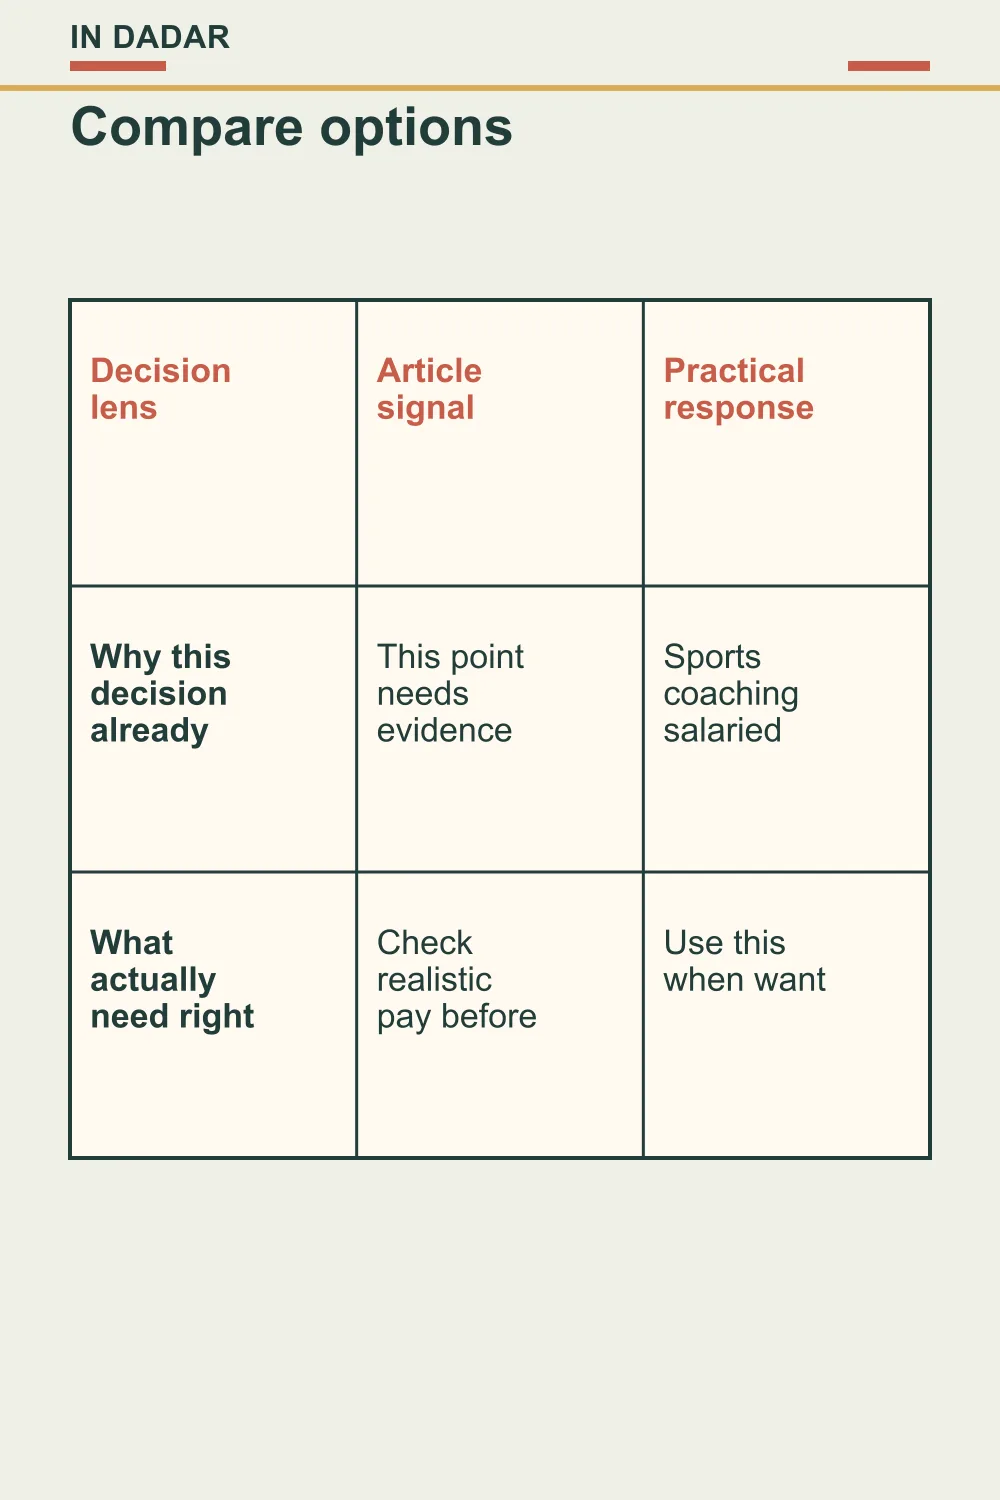 IN DADAR
Compare options
Decision
lens
Article
signal
Practical
response
Why this
decision
already
This point
needs
evidence
Sports
coaching
salaried
What
actually
need right
Check
realistic
pay before
Use this
when want